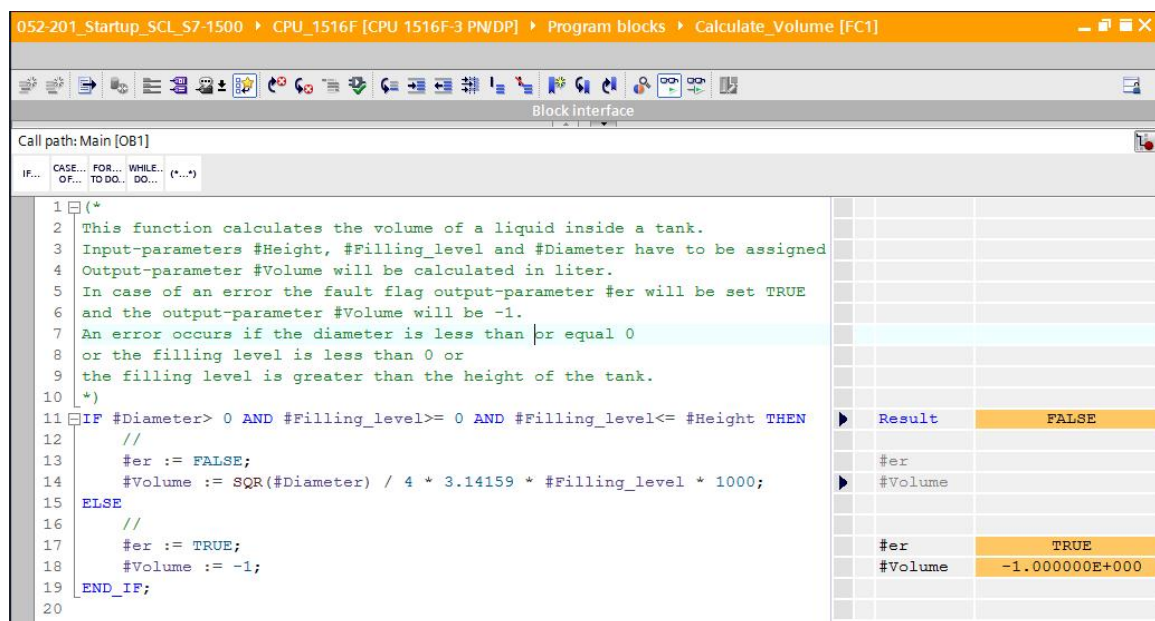 052-201_Startup_SCL_S7-1500 ▸ CPU_1516F [CPU 1516F-3 PN/DP] ▸ Program blocks ▸ Calculate_Volume [FC1]
Block interface
Call path: Main [OB1]
IF... CASE... OF... FOR... TO DO.. WHILE.. DO... (*...*)
1 (*
2 This function calculates the volume of a liquid inside a tank.
3 Input-parameters #Height, #Filling_level and #Diameter have to be assigned
4 Output-parameter #Volume will be calculated in liter.
5 In case of an error the fault flag output-parameter #er will be set TRUE
6 and the output-parameter #Volume will be -1.
7 An error occurs if the diameter is less than or equal 0
8 or the filling level is less than 0 or
9 the filling level is greater than the height of the tank.
10 *)
11 IF #Diameter> 0 AND #Filling_level>= 0 AND #Filling_level<= #Height THEN Result FALSE
12 //
13 #er := FALSE; #er
14 #Volume := SQR(#Diameter) / 4 * 3.14159 * #Filling_level * 1000; #Volume
15 ELSE
16 //
17 #er := TRUE; #er TRUE
18 #Volume := -1; #Volume -1.000000E+000
19 END_IF;
20